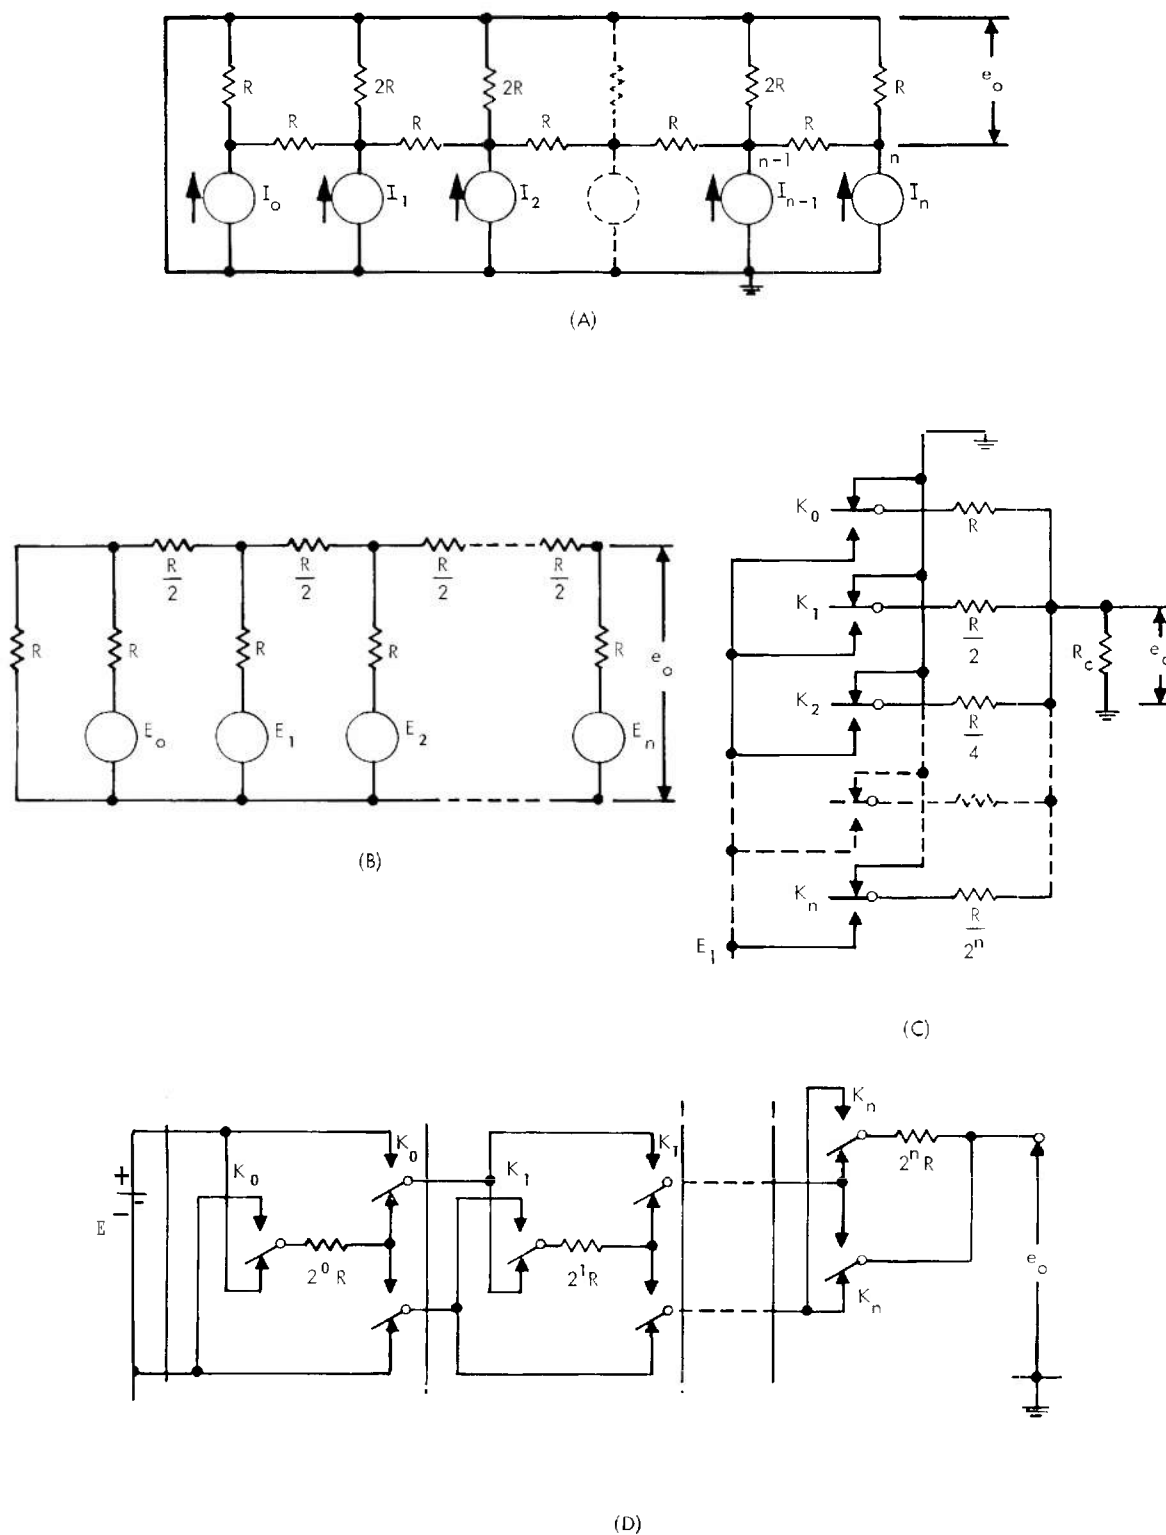 R 2R 2R 2R R e_o
R R R R R
n-1 n
I_o I_1 I_2 I_n-1 I_n
(A)
R/2 R/2 R/2 R/2
R R R R R e_o
E_o E_1 E_2 E_n
(B)
K_0 R
K_1 R/2 R_c e_o
K_2 R/4
K_n R/2^n
E_1
(C)
K_n
K_0 K_1 2^n R
+ K_0 K_1
E −
2^0 R 2^1 R e_o
K_n
(D)